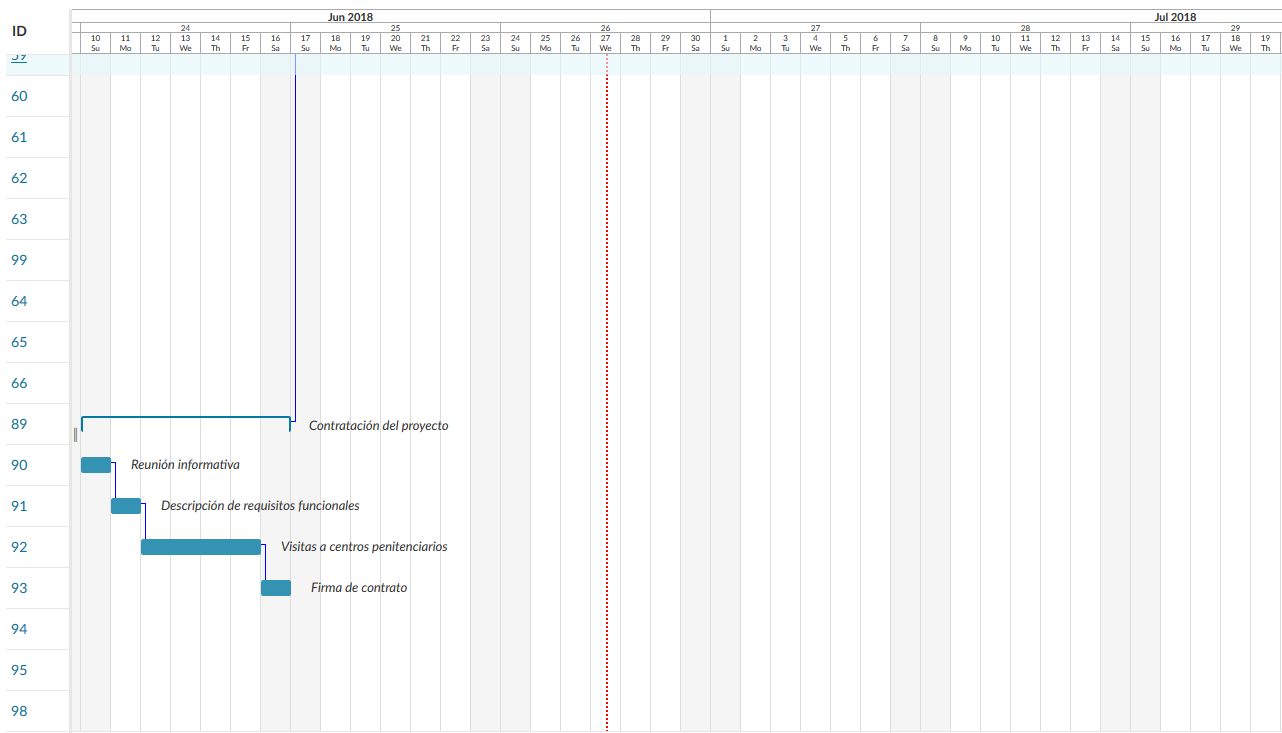 Jun 2018 Jul 2018
ID
24 25 26 27 28 29
10 11 12 13 14 15 16 17 18 19 20 21 22 23 24 25 26 27 28 29 30 1 2 3 4 5 6 7 8 9 10 11 12 13 14 15 16 17 18 19
Su Mo Tu We Th Fr Sa Su Mo Tu We Th Fr Sa Su Mo Tu We Th Fr Sa Su Mo Tu We Th Fr Sa Su Mo Tu We Th Fr Sa Su Mo Tu We Th
59
60
61
62
63
99
64
65
66
89 Contratación del proyecto
90 Reunión informativa
91 Descripción de requisitos funcionales
92 Visitas a centros penitenciarios
93 Firma de contrato
94
95
98